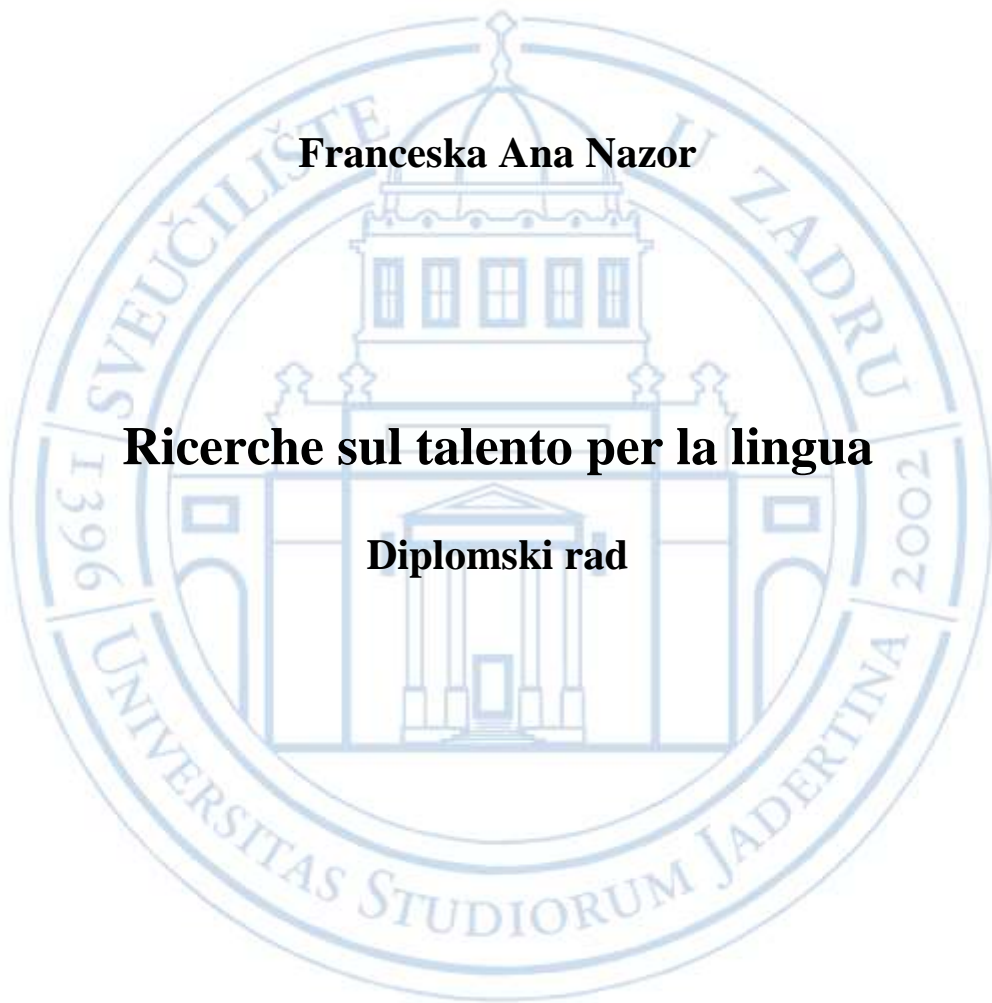 Franceska Ana Nazor
Ricerche sul talento per la lingua
Diplomski rad
SVEUČILIŠTE U ZADRU
1396
2002
UNIVERSITAS STUDIORUM JADERTINA